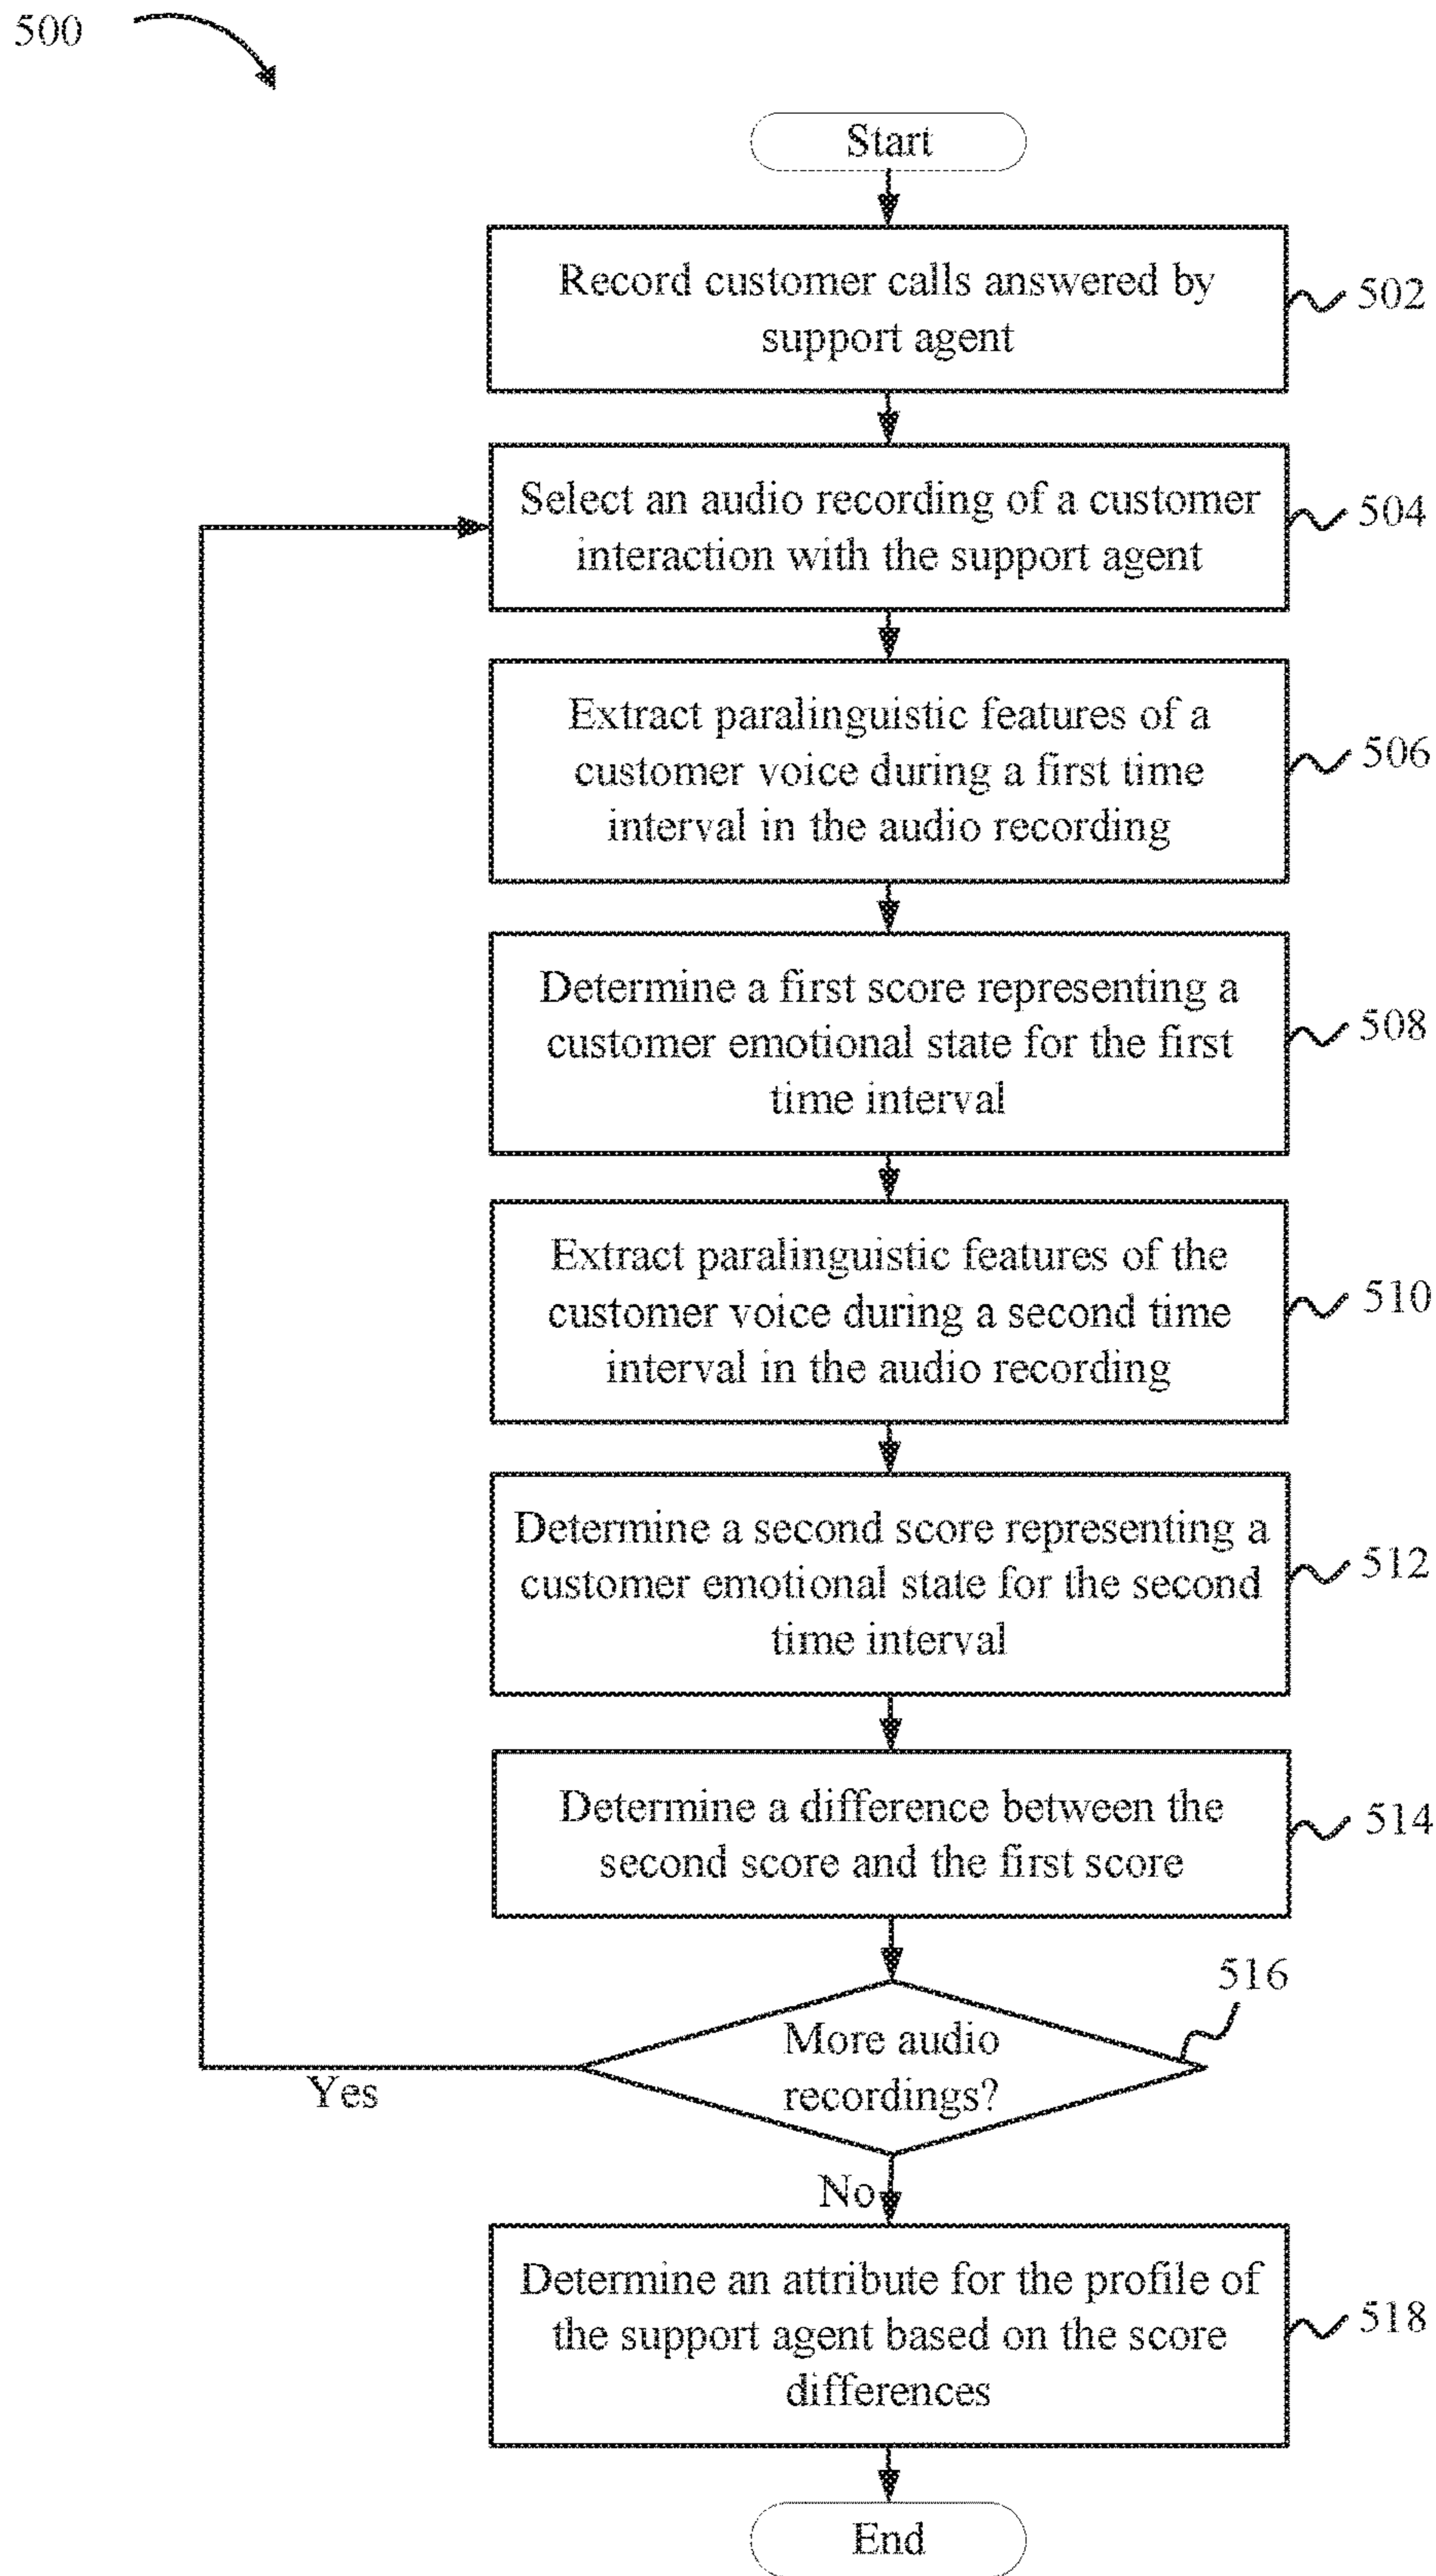 500
Start
Record customer calls answered by
support agent
502
Select an audio recording of a customer
interaction with the support agent
504
Extract paralinguistic features of a
customer voice during a first time
interval in the audio recording
506
Determine a first score representing a
customer emotional state for the first
time interval
508
Extract paralinguistic features of the
customer voice during a second time
interval in the audio recording
510
Determine a second score representing a
customer emotional state for the second
time interval
512
Determine a difference between the
second score and the first score
514
516
More audio
recordings?
Yes
No
Determine an attribute for the profile of
the support agent based on the score
differences
518
End